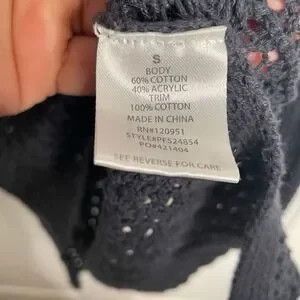 S
BODY
60% COTTON
40% ACRYLIC
TRIM
100% COTTON
MADE IN CHINA
RN#120951
STYLE#PFS24854
PO#421404
SEE REVERSE FOR CARE